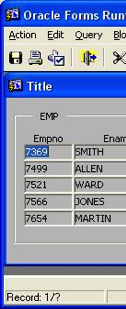 Oracle Forms Run
Action Edit Query Blo
Title
EMP
Empno Enam
7369 SMITH
7499 ALLEN
7521 WARD
7566 JONES
7654 MARTIN
Record: 1/?